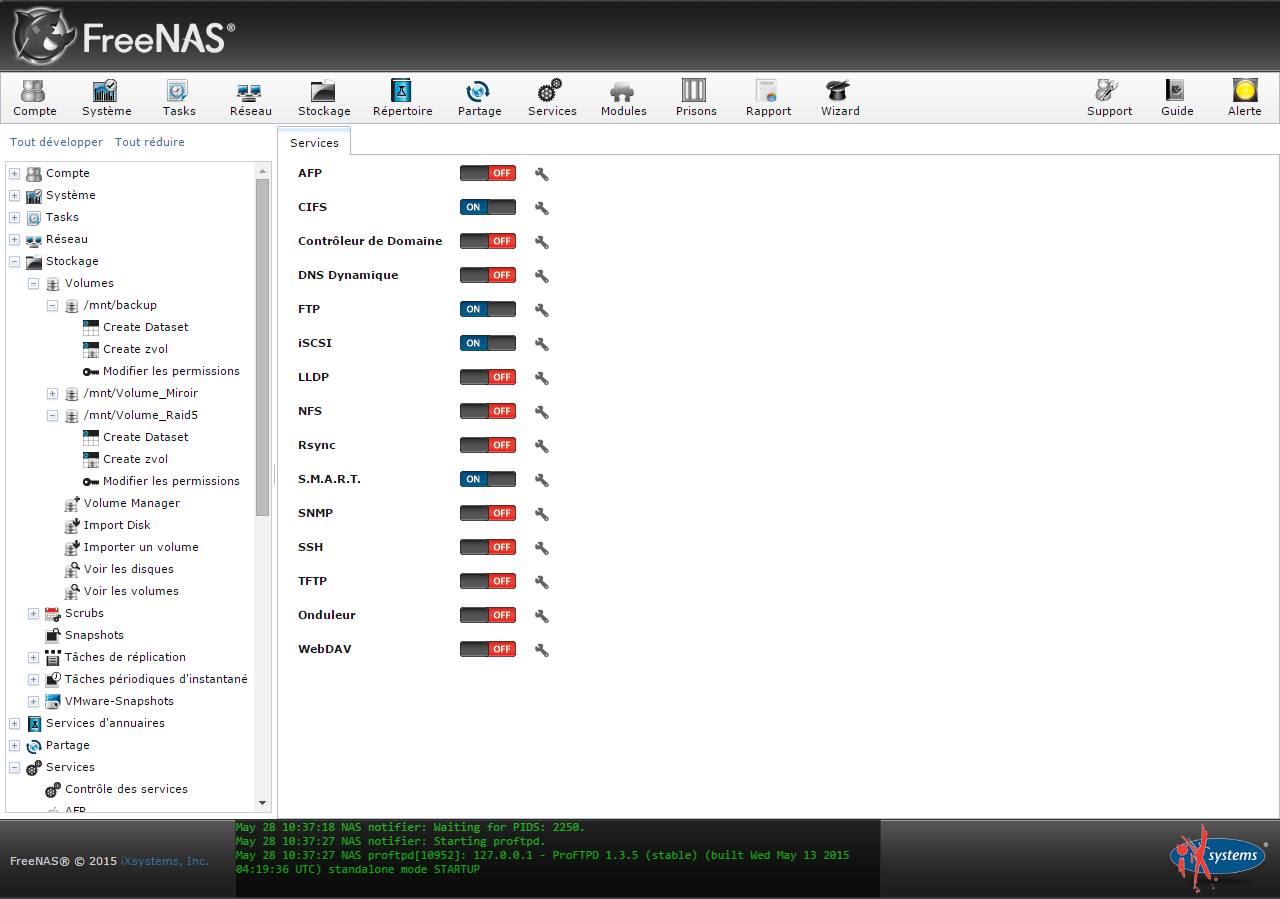 FreeNAS®
Compte Système Tasks Réseau Stockage Répertoire Partage Services Modules Prisons Rapport Wizard Support Guide Alerte
Tout développer Tout réduire
Compte
Système
Tasks
Réseau
Stockage
Volumes
/mnt/backup
Create Dataset
Create zvol
Modifier les permissions
/mnt/Volume_Miroir
/mnt/Volume_Raid5
Create Dataset
Create zvol
Modifier les permissions
Volume Manager
Import Disk
Importer un volume
Voir les disques
Voir les volumes
Scrubs
Snapshots
Tâches de réplication
Tâches périodiques d'instantané
VMware-Snapshots
Services d'annuaires
Partage
Services
Contrôle des services
AFP
Services
AFP OFF
CIFS ON
Contrôleur de Domaine OFF
DNS Dynamique OFF
FTP ON
iSCSI ON
LLDP OFF
NFS OFF
Rsync OFF
S.M.A.R.T. ON
SNMP OFF
SSH OFF
TFTP OFF
Onduleur OFF
WebDAV OFF
FreeNAS® © 2015 iXsystems, Inc.
May 28 10:37:18 NAS notifier: Waiting for PIDS: 2250.
May 28 10:37:27 NAS notifier: Starting proftpd.
May 28 10:37:27 NAS proftpd[10952]: 127.0.0.1 - ProFTPD 1.3.5 (stable) (built Wed May 13 2015
04:19:36 UTC) standalone mode STARTUP
iXsystems®